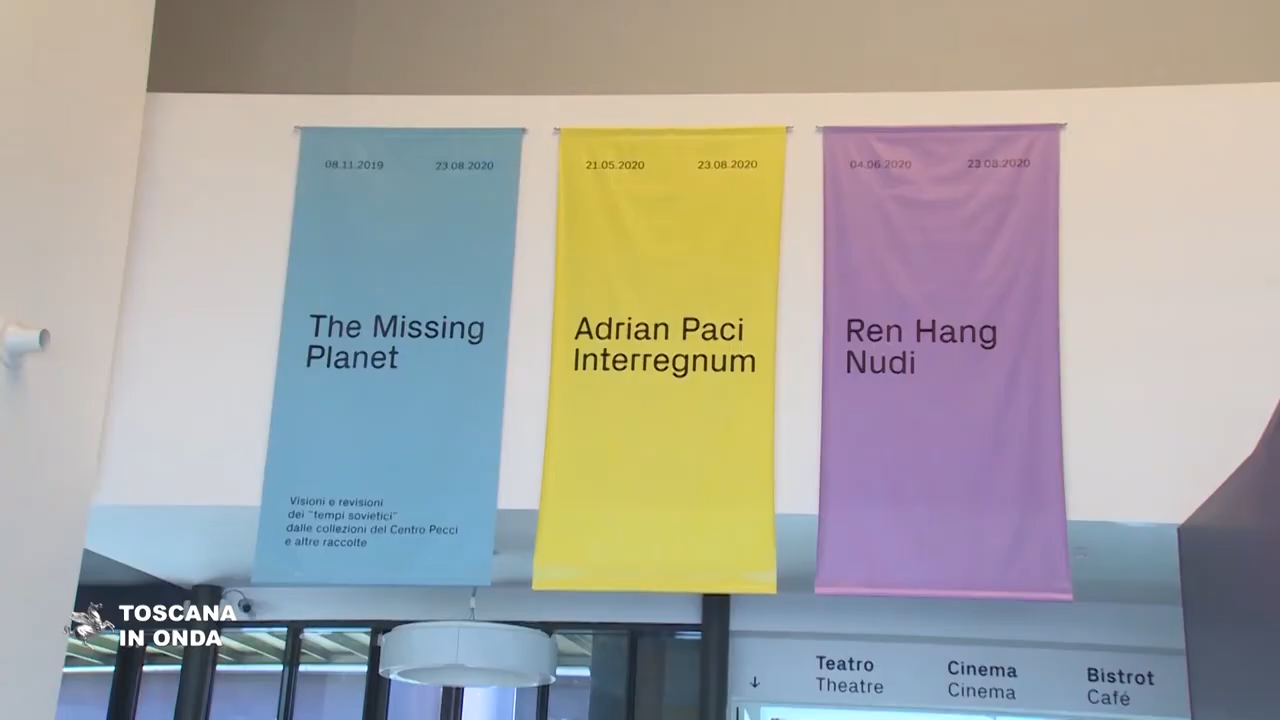 08.11.2019 23.08.2020
The Missing
Planet
Visioni e revisioni
dei "tempi sovietici"
dalle collezioni del Centro Pecci
e altre raccolte
21.05.2020 23.08.2020
Adrian Paci
Interregnum
04.06.2020 23.08.2020
Ren Hang
Nudi
TOSCANA
IN ONDA
↓
Teatro
Theatre
Cinema
Cinema
Bistrot
Café